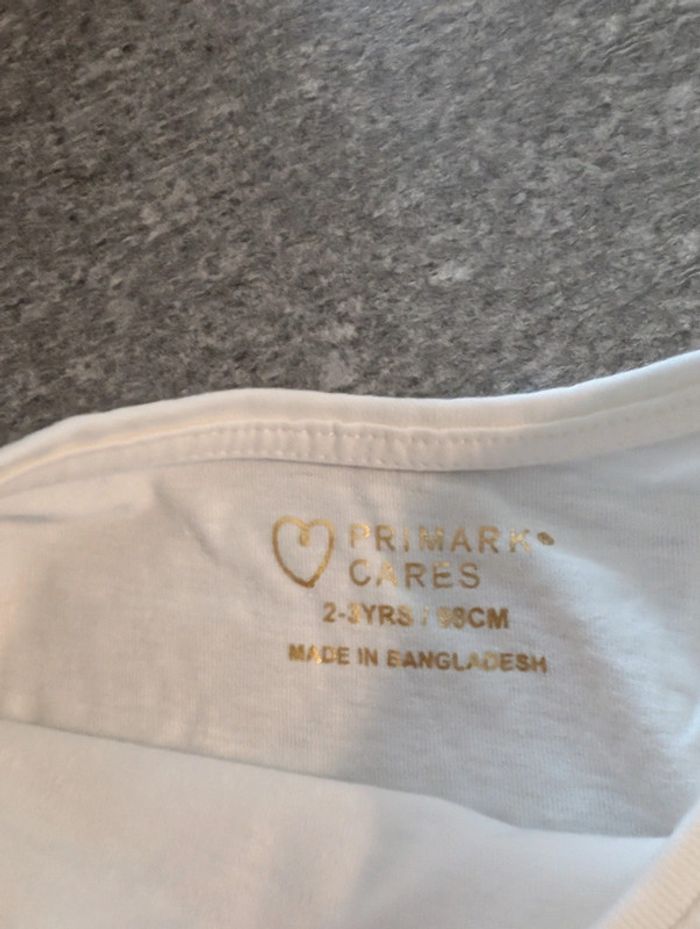 PRIMARK®
CARES
2-3YRS / 98CM
MADE IN BANGLADESH